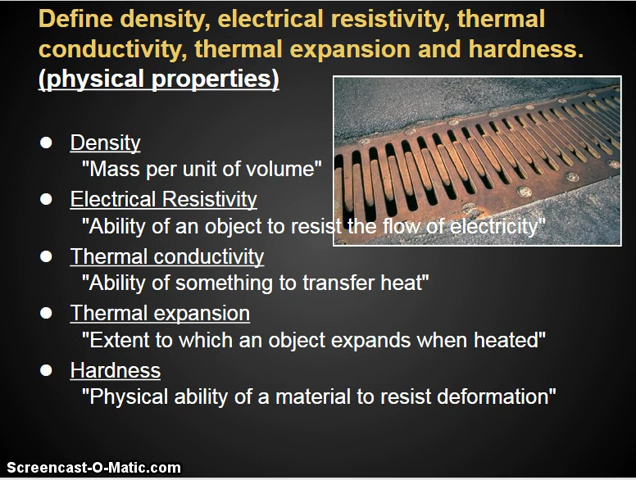 Define density, electrical resistivity, thermal
conductivity, thermal expansion and hardness.
(physical properties)
Density
"Mass per unit of volume"
Electrical Resistivity
"Ability of an object to resist the flow of electricity"
Thermal conductivity
"Ability of something to transfer heat"
Thermal expansion
"Extent to which an object expands when heated"
Hardness
"Physical ability of a material to resist deformation"
Screencast-O-Matic.com